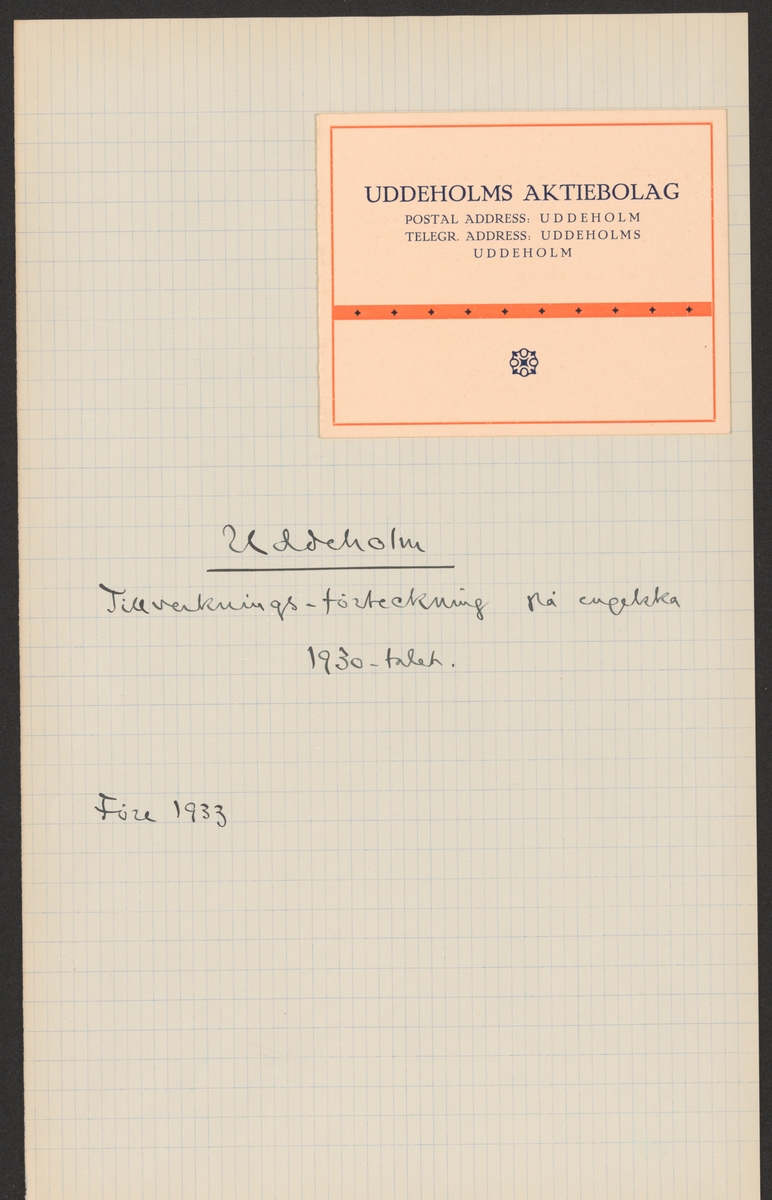 UDDEHOLMS AKTIEBOLAG
POSTAL ADDRESS: UDDEHOLM
TELEGR. ADDRESS: UDDEHOLMS
UDDEHOLM
Uddeholm
Tillverknings-förteckning på engelska
1930-talet.
Före 1933